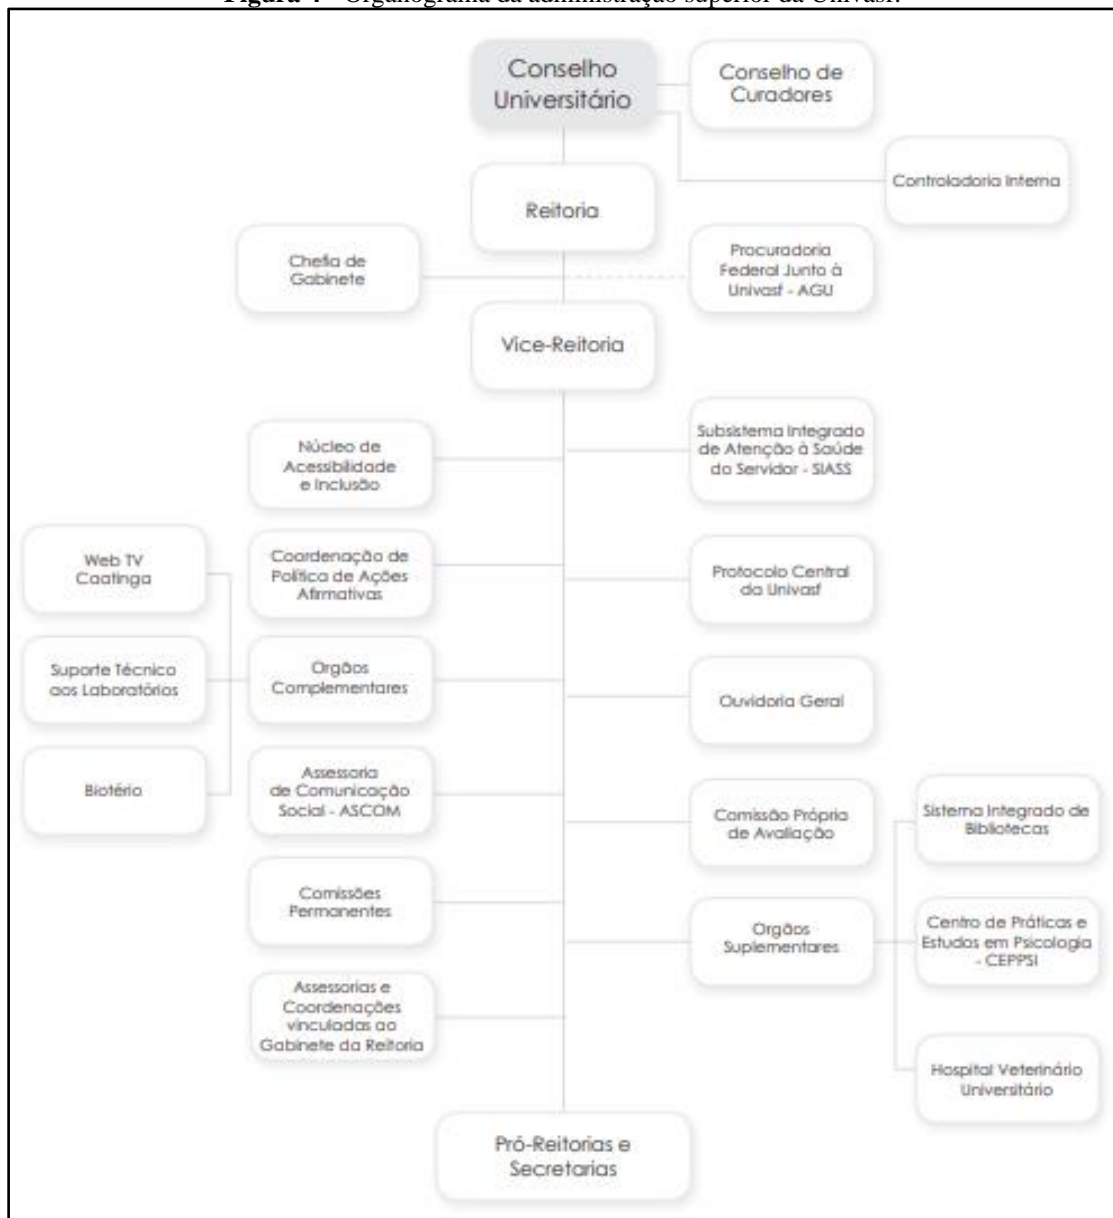 Figura 4 - Organograma da administração superior da Univasf.
Conselho
Universitário
Conselho de
Curadores
Controladoria Interna
Reitoria
Chefia de
Gabinete
Procuradoria
Federal Junto à
Univasf - AGU
Vice-Reitoria
Núcleo de
Acessibilidade
e Inclusão
Subsistema Integrado
de Atenção à Saúde
do Servidor - SIASS
Web TV
Caatinga
Coordenação de
Política de Ações
Afirmativas
Protocolo Central
da Univasf
Suporte Técnico
aos Laboratórios
Orgãos
Complementares
Ouvidoria Geral
Biotério
Assessoria
de Comunicação
Social - ASCOM
Comissão Própria
de Avaliação
Sistema Integrado de
Bibliotecas
Comissões
Permanentes
Orgãos
Suplementares
Centro de Práticas e
Estudos em Psicologia
- CEPPSI
Assessorias e
Coordenações
vinculadas ao
Gabinete da Reitoria
Hospital Veterinário
Universitário
Pró-Reitorias e
Secretarias